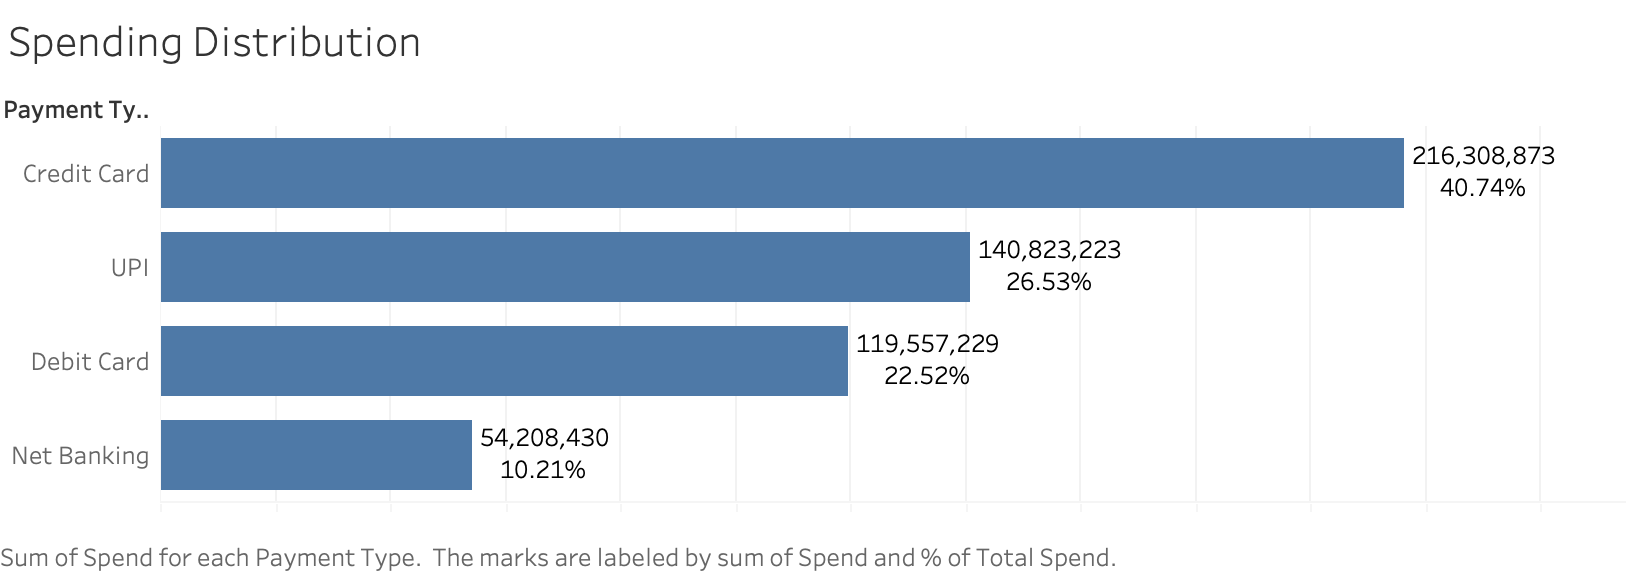 Spending Distribution
Payment Ty..
Credit Card
216,308,873
40.74%
UPI
140,823,223
26.53%
Debit Card
119,557,229
22.52%
Net Banking
54,208,430
10.21%
Sum of Spend for each Payment Type.  The marks are labeled by sum of Spend and % of Total Spend.